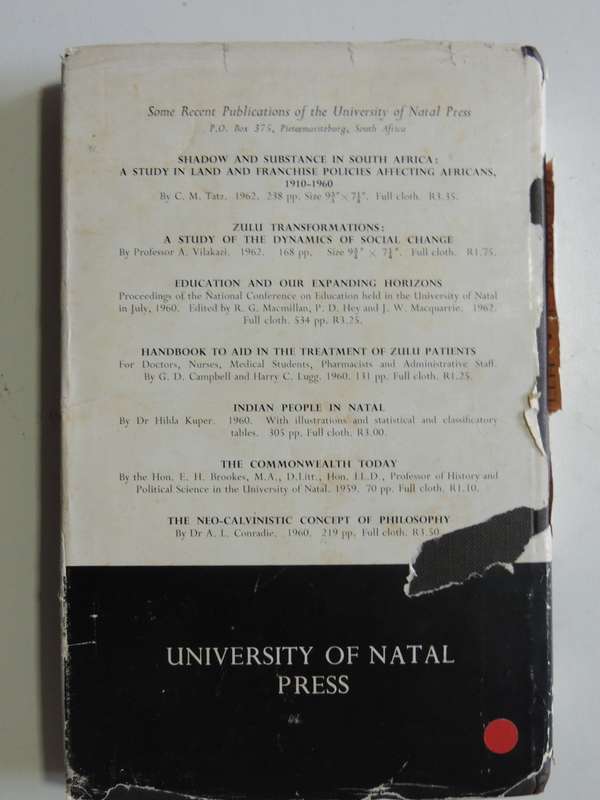 Some Recent Publications of the University of Natal Press
P.O. Box 375, Pietermaritzburg, South Africa
SHADOW AND SUBSTANCE IN SOUTH AFRICA:
A STUDY IN LAND AND FRANCHISE POLICIES AFFECTING AFRICANS,
1910-1960
By C. M. Tatz. 1962. 238 pp. Size 9¾" × 7¼". Full cloth. R3.35.
ZULU TRANSFORMATIONS:
A STUDY OF THE DYNAMICS OF SOCIAL CHANGE
By Professor A. Vilakazi. 1962. 168 pp. Size 9¾" × 7¼". Full cloth. R1.75.
EDUCATION AND OUR EXPANDING HORIZONS
Proceedings of the National Conference on Education held in the University of Natal
in July, 1960. Edited by R. G. Macmillan, P. D. Hey and J. W. Macquarrie. 1962.
Full cloth. 534 pp. R3.25.
HANDBOOK TO AID IN THE TREATMENT OF ZULU PATIENTS
For Doctors, Nurses, Medical Students, Pharmacists and Administrative Staff.
By G. D. Campbell and Harry C. Lugg. 1960. 131 pp. Full cloth. R1.25.
INDIAN PEOPLE IN NATAL
By Dr Hilda Kuper. 1960. With illustrations and statistical and classificatory
tables. 305 pp. Full cloth. R3.00.
THE COMMONWEALTH TODAY
By the Hon. E. H. Brookes, M.A., D.Litt., Hon. LL.D., Professor of History and
Political Science in the University of Natal. 1959. 70 pp. Full cloth. R1.10.
THE NEO-CALVINISTIC CONCEPT OF PHILOSOPHY
By Dr A. L. Conradie. 1960. 219 pp. Full cloth. R3.50
UNIVERSITY OF NATAL
PRESS